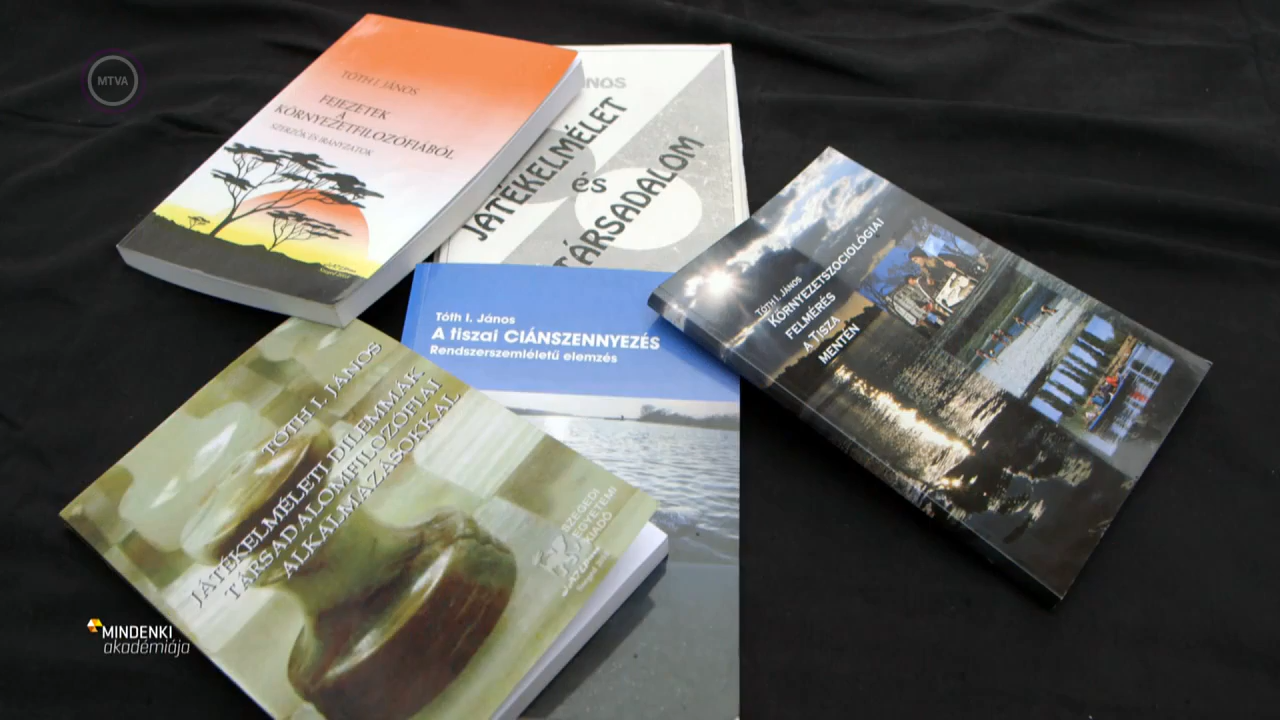 MTVA
TÓTH I. JÁNOS
FEJEZETEK
A
KÖRNYEZETFILOZÓFIÁBÓL
SZERZŐK ÉS IRÁNYZATOK
JÁTÉKELMÉLET
és
TÁRSADALOM
TÓTH I. JÁNOS
KÖRNYEZETSZOCIOLÓGIAI
FELMÉRÉS
A TISZA
MENTÉN
Tóth I. János
A tiszai CIÁNSZENNYEZÉS
Rendszerszemléletű elemzés
TÓTH I. JÁNOS
JÁTÉKELMÉLETI DILEMMÁK
TÁRSADALOMFILOZÓFIAI
ALKALMAZÁSOKKAL
SZEGEDI
EGYETEMI
KIADÓ
MINDENKI
akadémiája